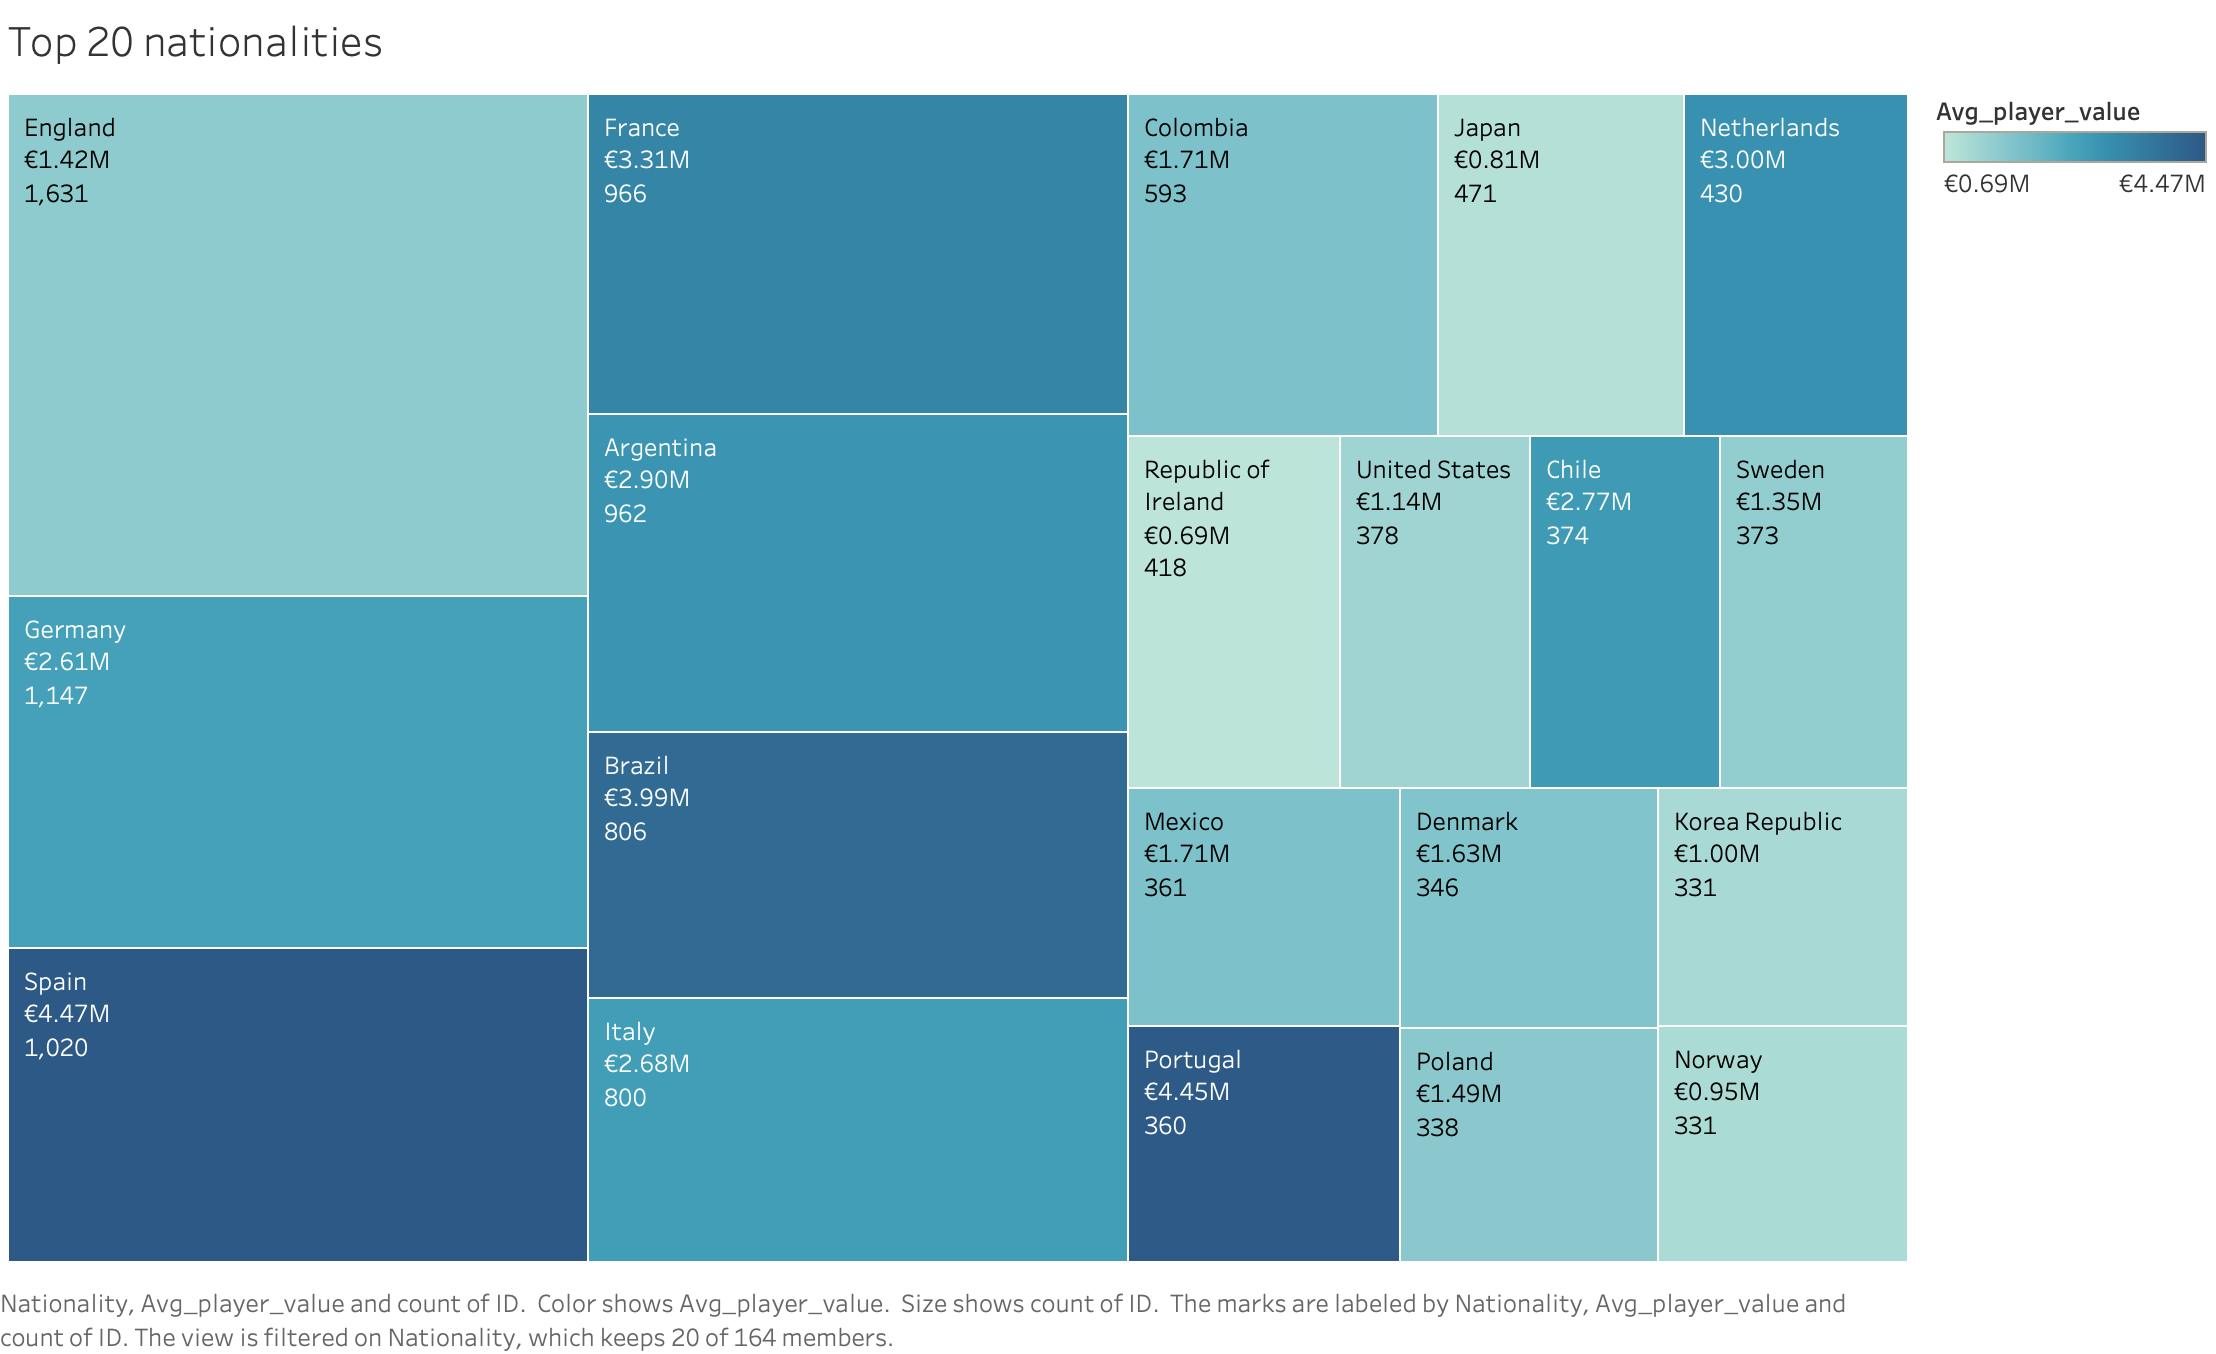 Top 20 nationalities
England
€1.42M
1,631
Germany
€2.61M
1,147
Spain
€4.47M
1,020
France
€3.31M
966
Argentina
€2.90M
962
Brazil
€3.99M
806
Italy
€2.68M
800
Colombia
€1.71M
593
Japan
€0.81M
471
Netherlands
€3.00M
430
Republic of
Ireland
€0.69M
418
United States
€1.14M
378
Chile
€2.77M
374
Sweden
€1.35M
373
Mexico
€1.71M
361
Denmark
€1.63M
346
Korea Republic
€1.00M
331
Portugal
€4.45M
360
Poland
€1.49M
338
Norway
€0.95M
331
Avg_player_value
€0.69M €4.47M
Nationality, Avg_player_value and count of ID.  Color shows Avg_player_value.  Size shows count of ID.  The marks are labeled by Nationality, Avg_player_value and
count of ID. The view is filtered on Nationality, which keeps 20 of 164 members.